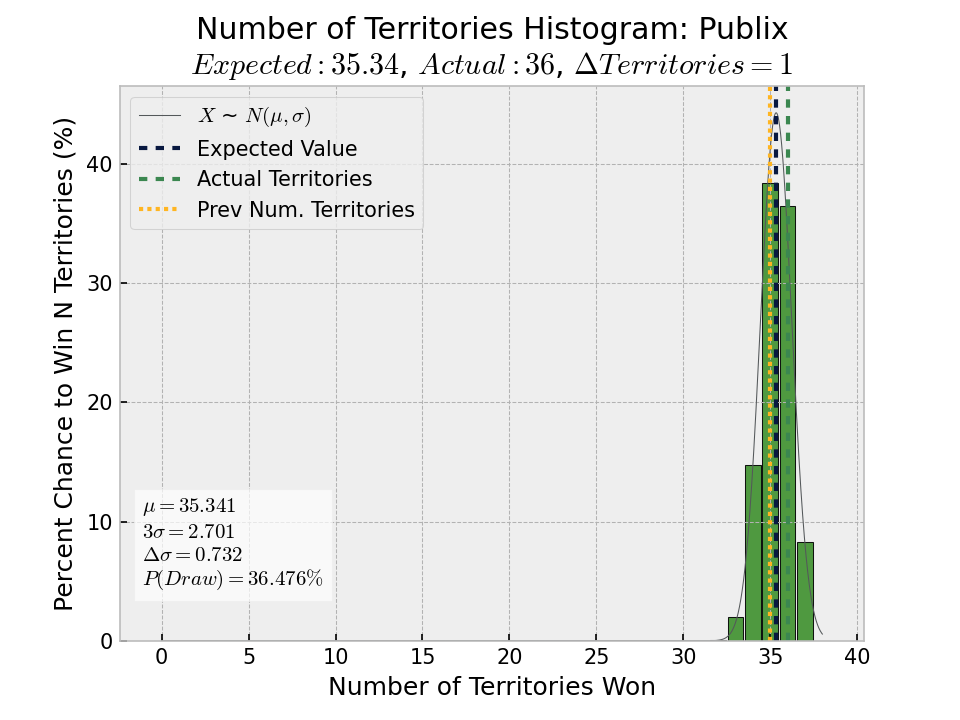 Number of Territories Histogram: Publix
Expected : 35.34, Actual : 36, ΔTerritories = 1
X ~ N(μ, σ)
Expected Value
Actual Territories
Prev Num. Territories
Percent Chance to Win N Territories (%)
40
30
20
10
0
μ = 35.341
3σ = 2.701
Δσ = 0.732
P(Draw) = 36.476%
0 5 10 15 20 25 30 35 40
Number of Territories Won